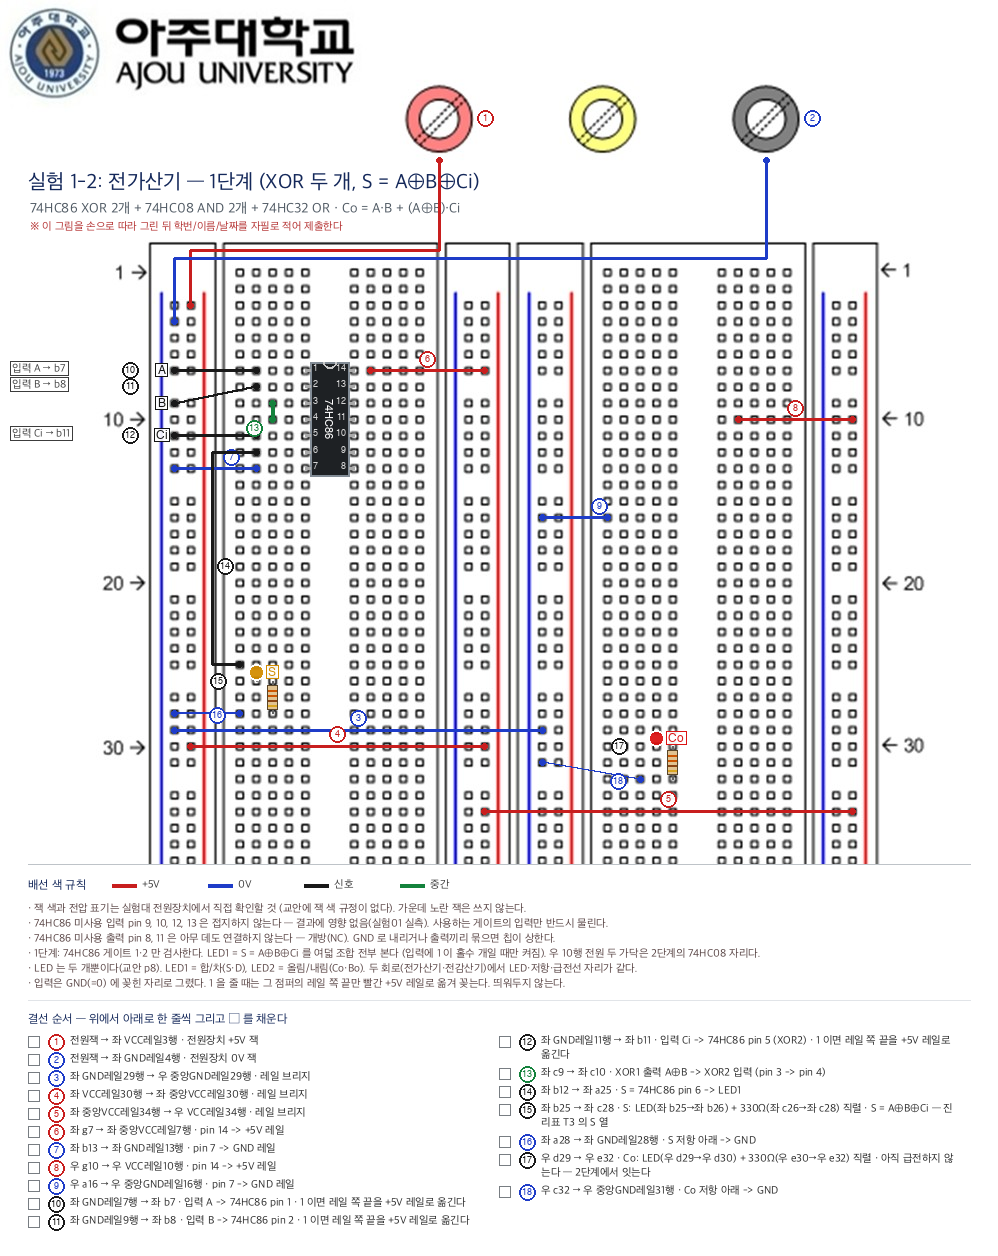 아주대학교
AJOU UNIVERSITY
아주대학교
AJOU UNIVERSITY
1973
1
2
실험 1-2: 전가산기 — 1단계 (XOR 두 개, S = A⊕B⊕Ci)
74HC86 XOR 2개 + 74HC08 AND 2개 + 74HC32 OR · Co = A·B + (A⊕B)·Ci
※ 이 그림을 손으로 따라 그린 뒤 학번/이름/날짜를 자필로 적어 제출한다
1 →
← 1
6
입력 A → b7
10
A
입력 B → b8
11
B
1 14
2 13
3 12
4 11
5 10
6 9
7 8
74HC86
8
10 →
← 10
13
입력 Ci → b11
12
Ci
7
9
14
20 →
← 20
S
15
16
3
4
30 →
← 30
17
Co
18
5
배선 색 규칙 +5V 0V 신호 중간
· 잭 색과 전압 표기는 실험대 전원장치에서 직접 확인할 것 (교안에 잭 색 규정이 없다). 가운데 노란 잭은 쓰지 않는다.
· 74HC86 미사용 입력 pin 9, 10, 12, 13 은 접지하지 않는다 — 결과에 영향 없음(실험01 실측). 사용하는 게이트의 입력만 반드시 물린다.
· 74HC86 미사용 출력 pin 8, 11 은 아무 데도 연결하지 않는다 — 개방(NC). GND 로 내리거나 출력끼리 묶으면 칩이 상한다.
· 1단계: 74HC86 게이트 1·2 만 검사한다. LED1 = S = A⊕B⊕Ci 를 여덟 조합 전부 본다 (입력에 1 이 홀수 개일 때만 켜짐). 우 10행 전원 두 가닥은 2단계의 74HC08 자리다.
· LED 는 두 개뿐이다(교안 p8). LED1 = 합/차(S·D), LED2 = 올림/내림(Co·Bo). 두 회로(전가산기·전감산기)에서 LED·저항·급전선 자리가 같다.
· 입력은 GND(=0) 에 꽂힌 자리로 그렸다. 1 을 줄 때는 그 점퍼의 레일 쪽 끝만 빨간 +5V 레일로 옮겨 꽂는다. 띄워두지 않는다.
결선 순서 — 위에서 아래로 한 줄씩 그리고 □ 를 채운다
1 전원잭 → 좌 VCC레일3행 · 전원장치 +5V 잭
2 전원잭 → 좌 GND레일4행 · 전원장치 0V 잭
3 좌 GND레일29행 → 우 중앙GND레일29행 · 레일 브리지
4 좌 VCC레일30행 → 좌 중앙VCC레일30행 · 레일 브리지
5 좌 중앙VCC레일34행 → 우 VCC레일34행 · 레일 브리지
6 좌 g7 → 좌 중앙VCC레일7행 · pin 14 -> +5V 레일
7 좌 b13 → 좌 GND레일13행 · pin 7 -> GND 레일
8 우 g10 → 우 VCC레일10행 · pin 14 -> +5V 레일
9 우 a16 → 우 중앙GND레일16행 · pin 7 -> GND 레일
10 좌 GND레일7행 → 좌 b7 · 입력 A -> 74HC86 pin 1 · 1 이면 레일 쪽 끝을 +5V 레일로 옮긴다
11 좌 GND레일9행 → 좌 b8 · 입력 B -> 74HC86 pin 2 · 1 이면 레일 쪽 끝을 +5V 레일로 옮긴다
12 좌 GND레일11행 → 좌 b11 · 입력 Ci -> 74HC86 pin 5 (XOR2) · 1 이면 레일 쪽 끝을 +5V 레일로
옮긴다
13 좌 c9 → 좌 c10 · XOR1 출력 A⊕B -> XOR2 입력 (pin 3 -> pin 4)
14 좌 b12 → 좌 a25 · S = 74HC86 pin 6 -> LED1
15 좌 b25 → 좌 c28 · S: LED(좌 b25→좌 b26) + 330Ω(좌 c26→좌 c28) 직렬 · S = A⊕B⊕Ci — 진
리표 T3 의 S 열
16 좌 a28 → 좌 GND레일28행 · S 저항 아래 -> GND
17 우 d29 → 우 e32 · Co: LED(우 d29→우 d30) + 330Ω(우 e30→우 e32) 직렬 · 아직 급전하지 않
는다 — 2단계에서 잇는다
18 우 c32 → 우 중앙GND레일31행 · Co 저항 아래 -> GND